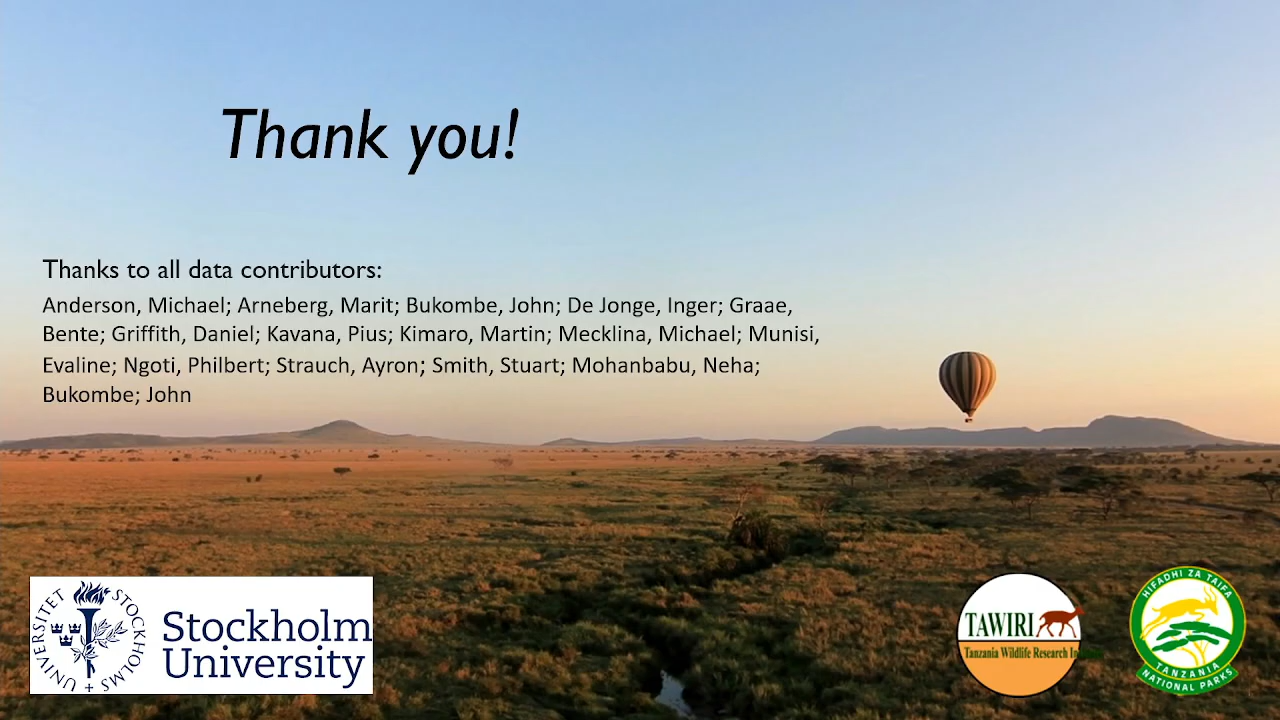 Thank you!
Thanks to all data contributors:
Anderson, Michael; Arneberg, Marit; Bukombe, John; De Jonge, Inger; Graae,
Bente; Griffith, Daniel; Kavana, Pius; Kimaro, Martin; Mecklina, Michael; Munisi,
Evaline; Ngoti, Philbert; Strauch, Ayron; Smith, Stuart; Mohanbabu, Neha;
Bukombe; John
UNIVERSITET STOCKHOLMS
Stockholm
University
TAWIRI
Tanzania Wildlife Research
HIFADHI ZA TAIFA
TANZANIA
NATIONAL PARKS